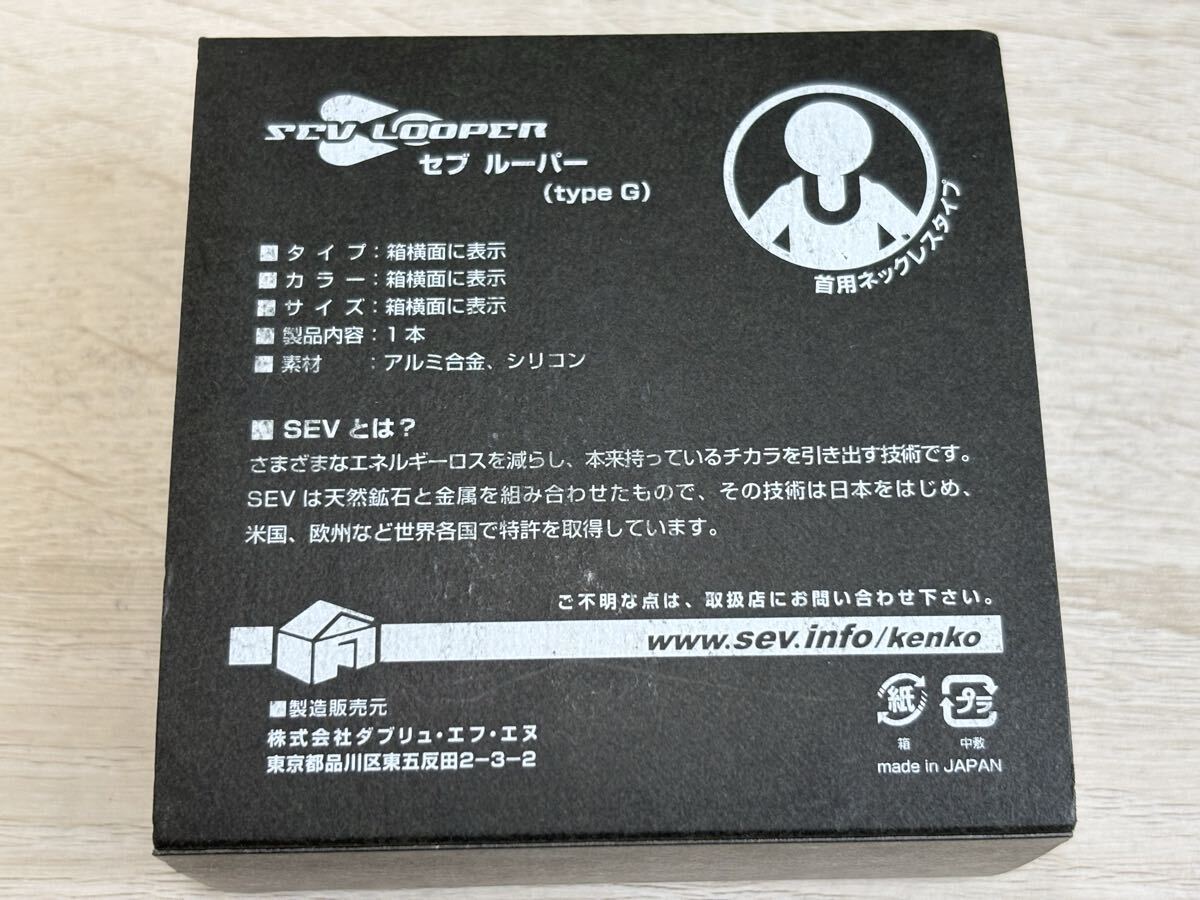 SEV LOOPER
セブ ルーパー
(type G)
首用ネックレスタイプ
■ タイプ：箱横面に表示
■ カラー：箱横面に表示
■ サイズ：箱横面に表示
■ 製品内容：1本
■ 素材　：アルミ合金、シリコン
■ SEV とは？
さまざまなエネルギーロスを減らし、本来持っているチカラを引き出す技術です。
SEV は天然鉱石と金属を組み合わせたもので、その技術は日本をはじめ、
米国、欧州など世界各国で特許を取得しています。
ご不明な点は、取扱店にお問い合わせ下さい。
www.sev.info/kenko
■製造販売元
株式会社ダブリュ・エフ・エヌ
東京都品川区東五反田2-3-2
紙 プラ
箱 中敷
made in JAPAN